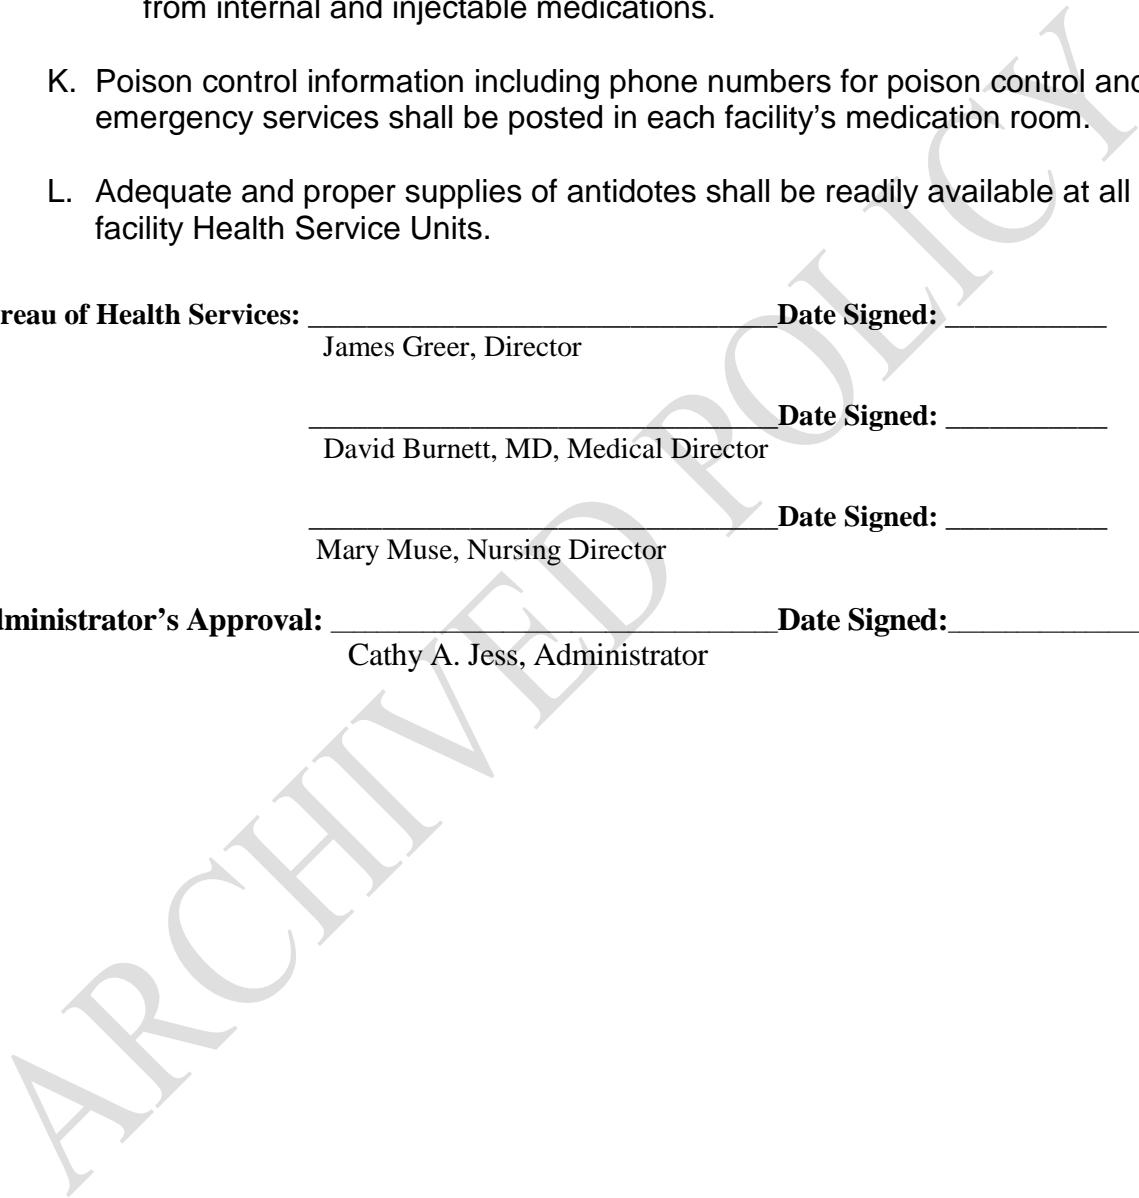 from internal and injectable medications.
K. Poison control information including phone numbers for poison control and
emergency services shall be posted in each facility’s medication room.
L. Adequate and proper supplies of antidotes shall be readily available at all
facility Health Service Units.
reau of Health Services: ________________________________Date Signed: ___________
James Greer, Director
________________________________Date Signed: ___________
David Burnett, MD, Medical Director
________________________________Date Signed: ___________
Mary Muse, Nursing Director
dministrator’s Approval: ______________________________Date Signed:_____________
Cathy A. Jess, Administrator
ARCHIVED POLICY